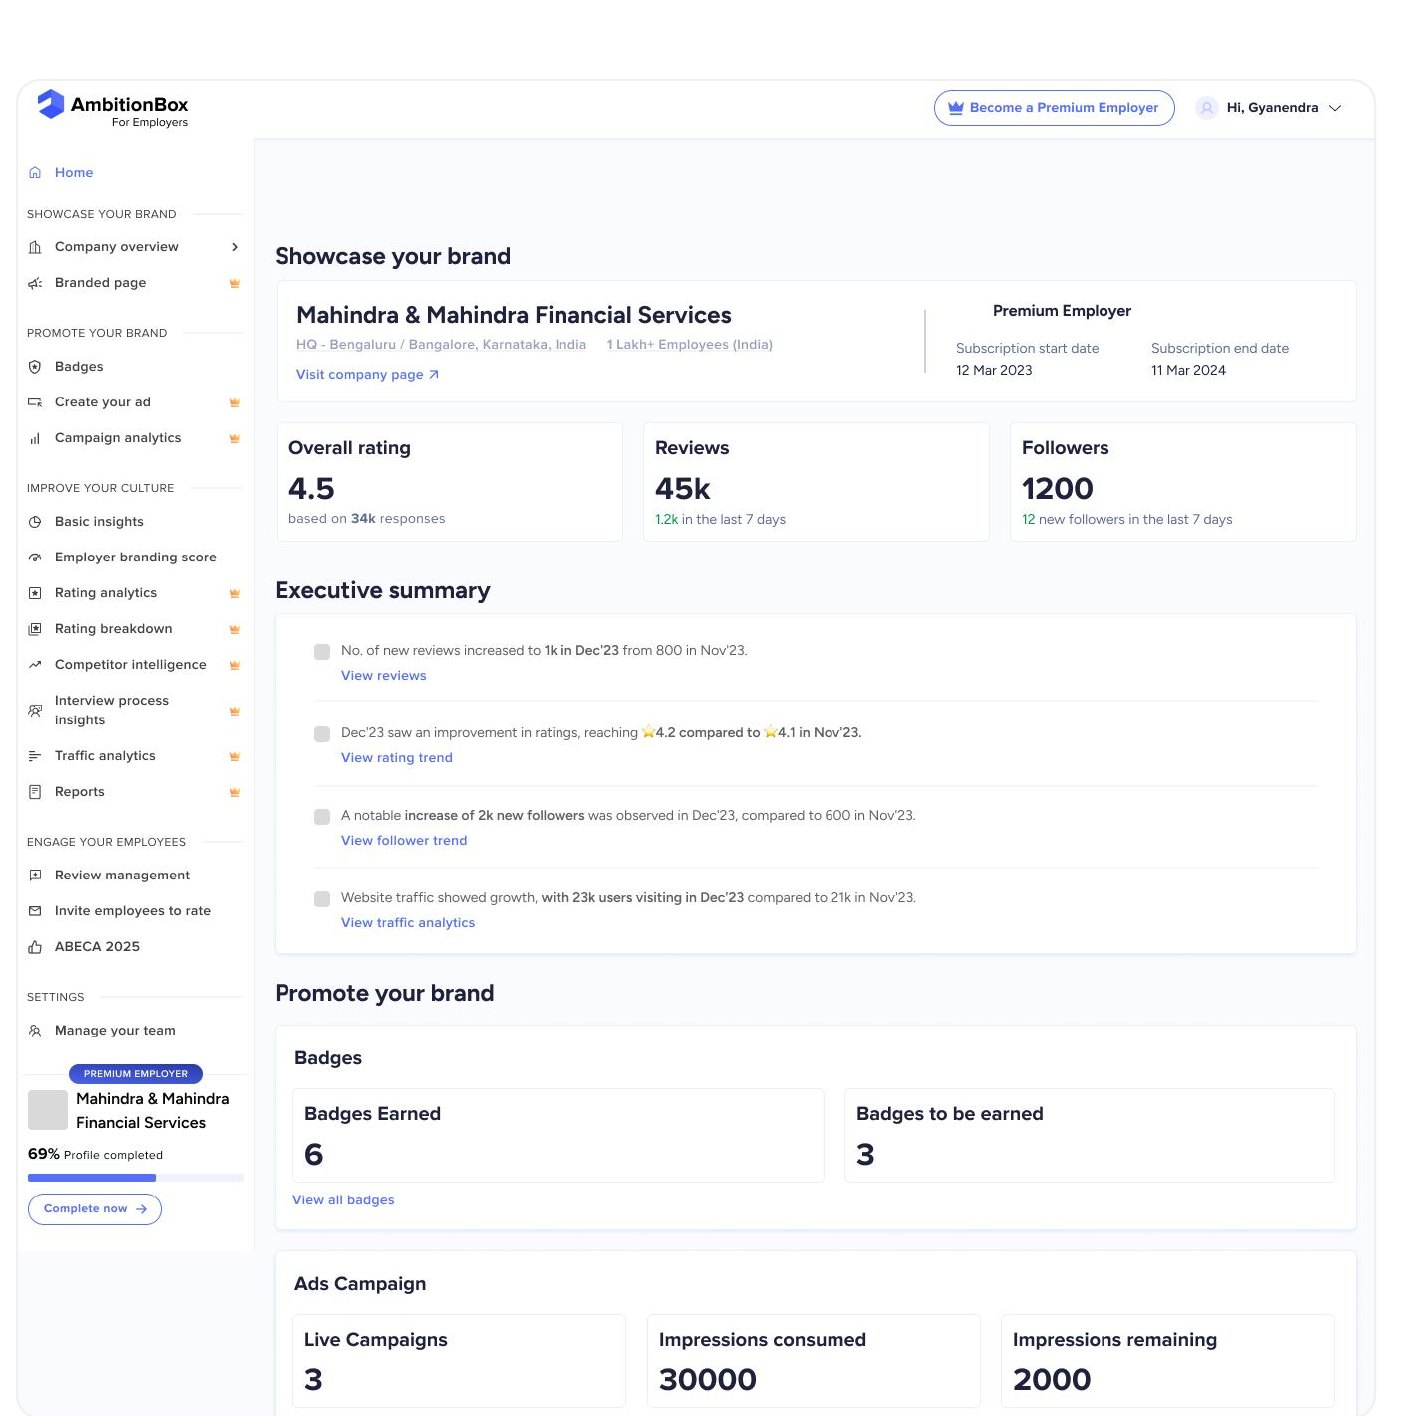 AmbitionBox
For Employers
Become a Premium Employer
Hi, Gyanendra
Home
SHOWCASE YOUR BRAND
Company overview
Branded page
PROMOTE YOUR BRAND
Badges
Create your ad
Campaign analytics
IMPROVE YOUR CULTURE
Basic insights
Employer branding score
Rating analytics
Rating breakdown
Competitor intelligence
Interview process
insights
Traffic analytics
Reports
ENGAGE YOUR EMPLOYEES
Review management
Invite employees to rate
ABECA 2025
SETTINGS
Manage your team
PREMIUM EMPLOYER
Mahindra & Mahindra
Financial Services
69% Profile completed
Complete now
Showcase your brand
Mahindra & Mahindra Financial Services
HQ - Bengaluru / Bangalore, Karnataka, India 1 Lakh+ Employees (India)
Visit company page
Premium Employer
Subscription start date
12 Mar 2023
Subscription end date
11 Mar 2024
Overall rating
4.5
based on 34k responses
Reviews
45k
1.2k in the last 7 days
Followers
1200
12 new followers in the last 7 days
Executive summary
No. of new reviews increased to 1k in Dec'23 from 800 in Nov'23.
View reviews
Dec'23 saw an improvement in ratings, reaching ⭐4.2 compared to ⭐4.1 in Nov'23.
View rating trend
A notable increase of 2k new followers was observed in Dec'23, compared to 600 in Nov'23.
View follower trend
Website traffic showed growth, with 23k users visiting in Dec'23 compared to 21k in Nov'23.
View traffic analytics
Promote your brand
Badges
Badges Earned
6
Badges to be earned
3
View all badges
Ads Campaign
Live Campaigns
3
Impressions consumed
30000
Impressions remaining
2000